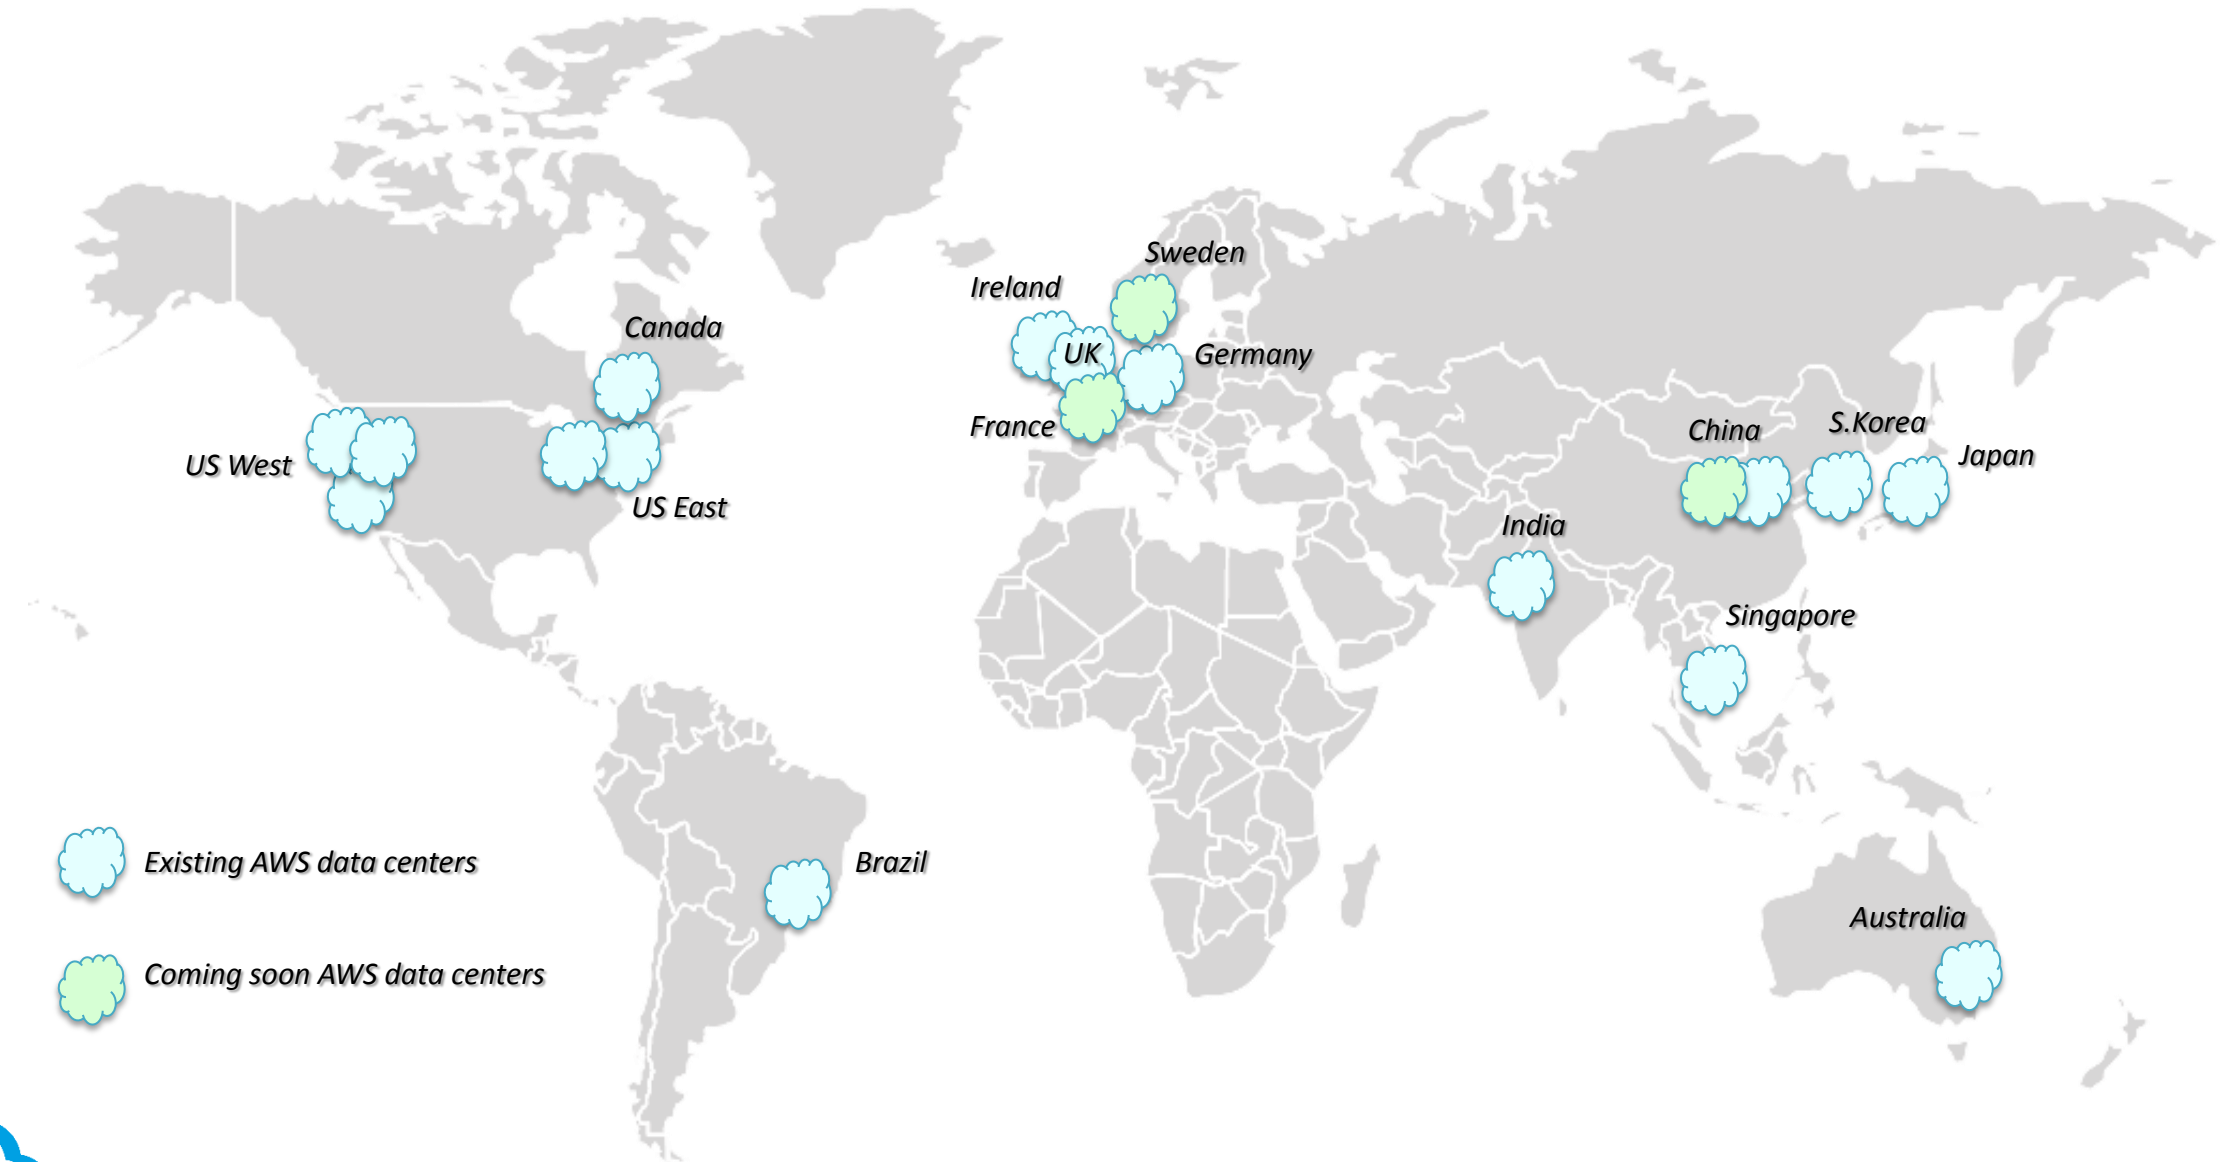 Sweden
Ireland
Canada
UK
Germany
France
US West
US East
China
S.Korea
Japan
India
Singapore
Existing AWS data centers
Brazil
Australia
Coming soon AWS data centers